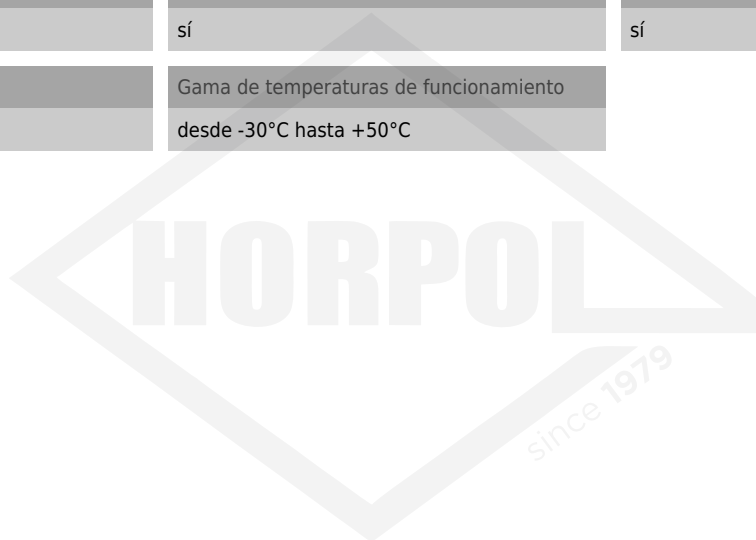 sí sí
Gama de temperaturas de funcionamiento
desde -30°C hasta +50°C
HORPOL
since 1979